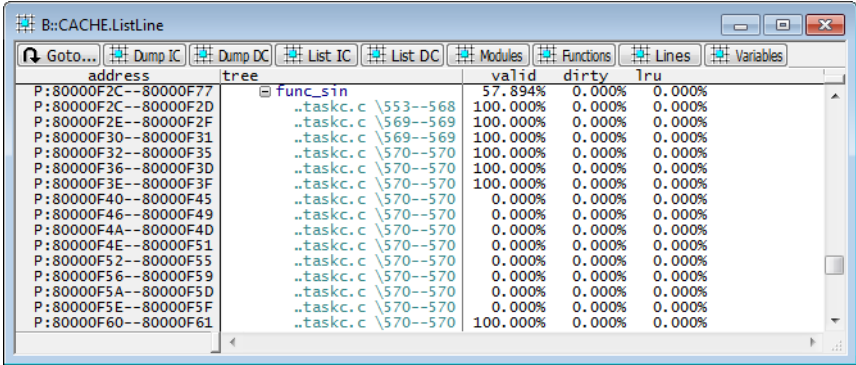 B::CACHE.ListLine
Goto... Dump IC Dump DC List IC List DC Modules Functions Lines Variables
address tree valid dirty lru
P:80000F2C--80000F77 func_sin 57.894% 0.000% 0.000%
P:80000F2C--80000F2D ..taskc.c \553--568 100.000% 0.000% 0.000%
P:80000F2E--80000F2F ..taskc.c \569--569 100.000% 0.000% 0.000%
P:80000F30--80000F31 ..taskc.c \569--569 100.000% 0.000% 0.000%
P:80000F32--80000F35 ..taskc.c \570--570 100.000% 0.000% 0.000%
P:80000F36--80000F3D ..taskc.c \570--570 100.000% 0.000% 0.000%
P:80000F3E--80000F3F ..taskc.c \570--570 100.000% 0.000% 0.000%
P:80000F40--80000F45 ..taskc.c \570--570 0.000% 0.000% 0.000%
P:80000F46--80000F49 ..taskc.c \570--570 0.000% 0.000% 0.000%
P:80000F4A--80000F4D ..taskc.c \570--570 0.000% 0.000% 0.000%
P:80000F4E--80000F51 ..taskc.c \570--570 0.000% 0.000% 0.000%
P:80000F52--80000F55 ..taskc.c \570--570 0.000% 0.000% 0.000%
P:80000F56--80000F59 ..taskc.c \570--570 0.000% 0.000% 0.000%
P:80000F5A--80000F5D ..taskc.c \570--570 0.000% 0.000% 0.000%
P:80000F5E--80000F5F ..taskc.c \570--570 0.000% 0.000% 0.000%
P:80000F60--80000F61 ..taskc.c \570--570 100.000% 0.000% 0.000%